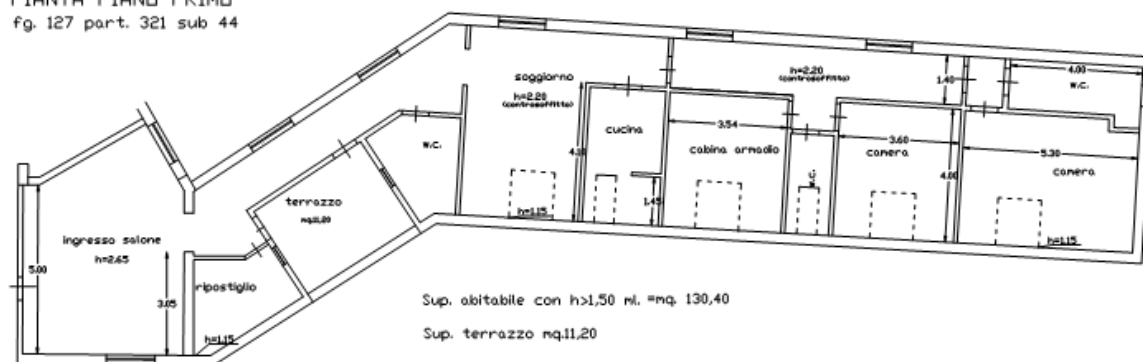 PIANTA PIANO PRIMO
fg. 127 part. 321 sub 44
soggiorno
h=2.20
(controsoffitto)
h=2.20
(controsoffitto)
1.40
4.00
w.c.
cucina
4.10
1.45
3.54
cabina armadio
w.c.
3.60
camera
4.00
5.30
camera
w.c.
terrazzo
mq.11,20
h=1.15
h=1.15
ingresso salone
h=2.65
5.00
3.05
ripostiglio
h=1.15
Sup. abitabile con h>1,50 ml. =mq. 130,40
Sup. terrazzo mq.11,20